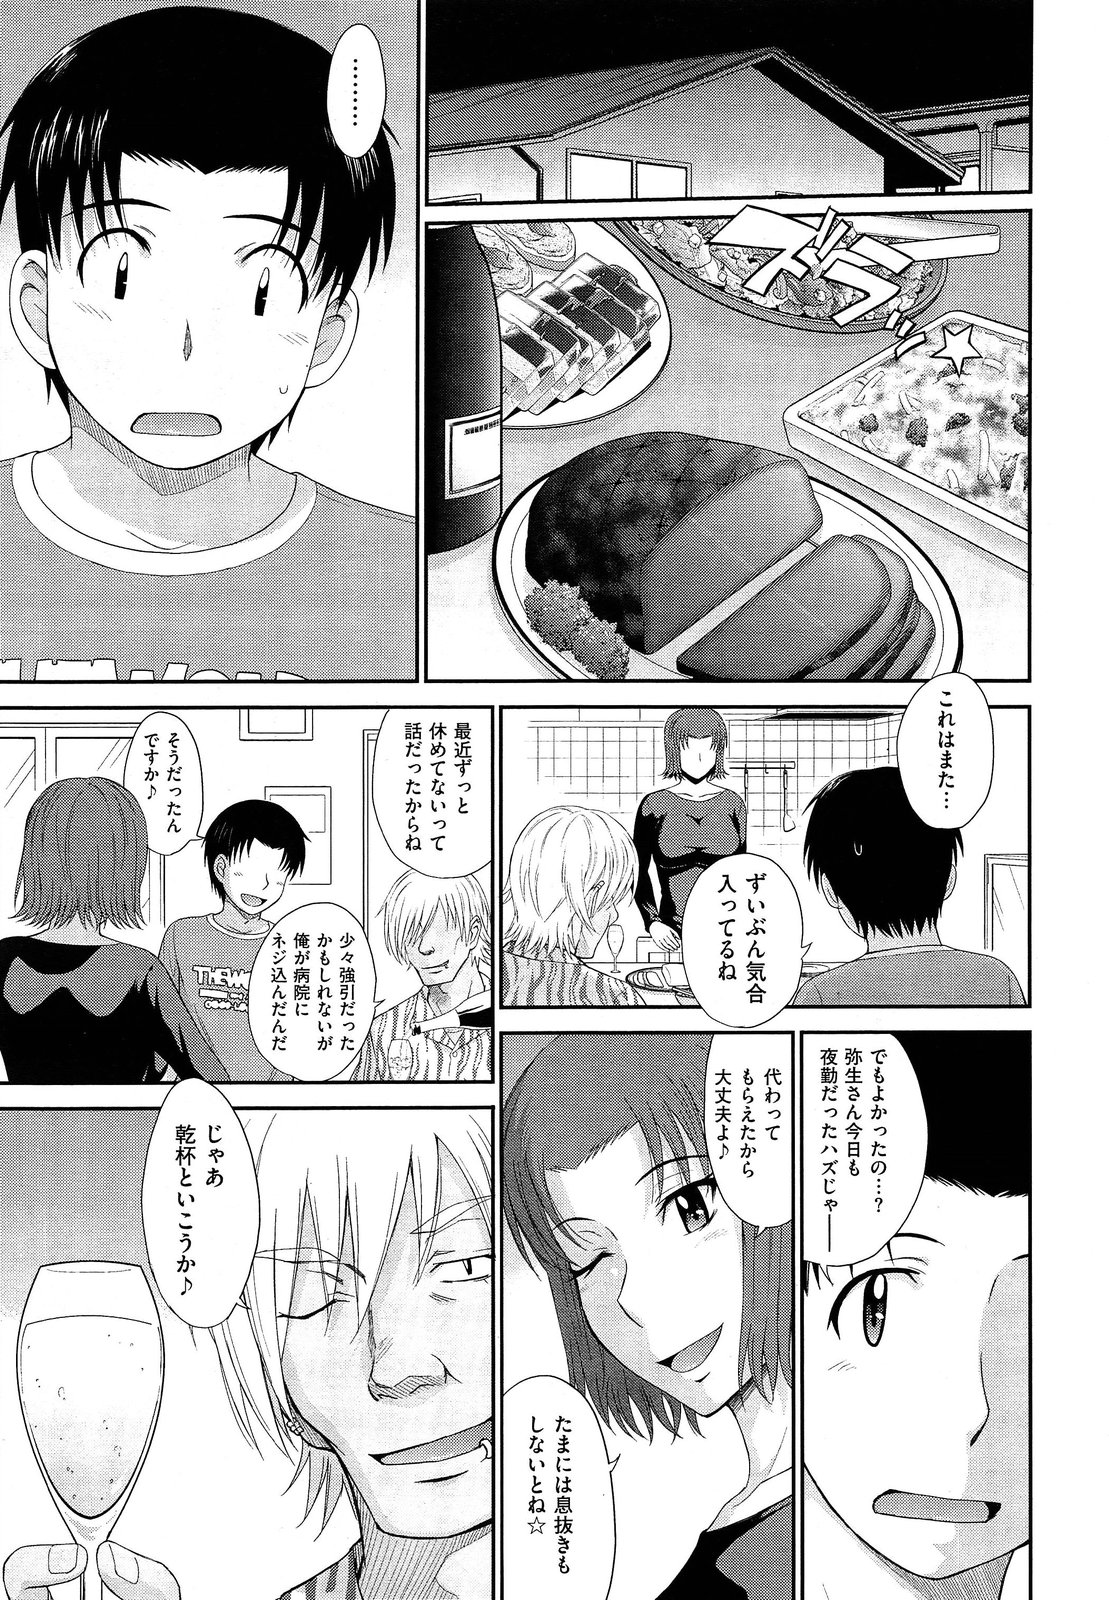 ズラッ
………
これはまた…
ずいぶん気合
入ってるね
最近ずっと
休めてないって
話だったからね
少々強引だった
かもしれないが
俺が病院に
ネジ込んだんだ
そうだったん
ですか♪
でもよかったの…?
弥生さん今日も
夜勤だったハズじゃ――
代わって
もらえたから
大丈夫よ♪
たまには息抜きも
しないとね☆
じゃあ
乾杯といこうか♪